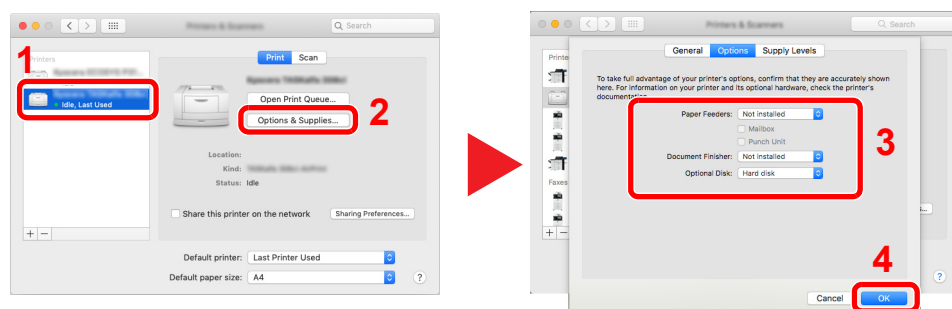 Search
1
Printers
Idle, Last Used
Print Scan
Open Print Queue...
Options & Supplies...
2
Location:
Kind:
Status: Idle
Share this printer on the network
Sharing Preferences...
+ −
Default printer: Last Printer Used
Default paper size: A4
?
Search
Printe
General Options Supply Levels
To take full advantage of your printer's options, confirm that they are accurately shown
here. For information on your printer and its optional hardware, check the printer's
documentation.
Paper Feeders: Not installed
Mailbox
Punch Unit
3
Document Finisher: Not installed
Optional Disk: Hard disk
Faxes
s...
+ −
4
?
Cancel OK